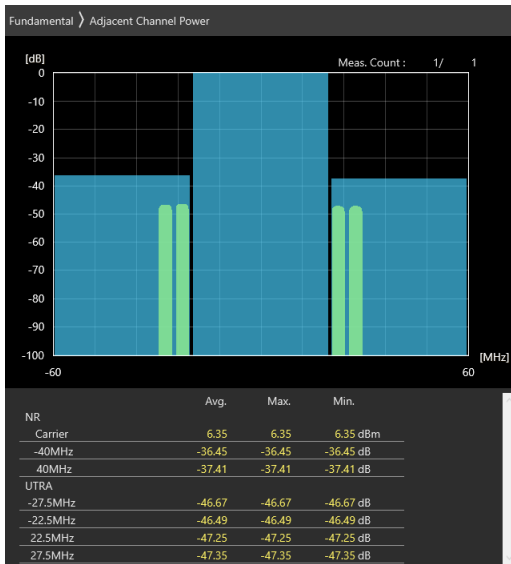 Fundamental 〉 Adjacent Channel Power
[dB]
Meas. Count : 1/ 1
0
-10
-20
-30
-40
-50
-60
-70
-80
-90
-100
[MHz]
-60 60
Avg. Max. Min.
NR
Carrier 6.35 6.35 6.35 dBm
-40MHz -36.45 -36.45 -36.45 dB
40MHz -37.41 -37.41 -37.41 dB
UTRA
-27.5MHz -46.67 -46.67 -46.67 dB
-22.5MHz -46.49 -46.49 -46.49 dB
22.5MHz -47.25 -47.25 -47.25 dB
27.5MHz -47.35 -47.35 -47.35 dB